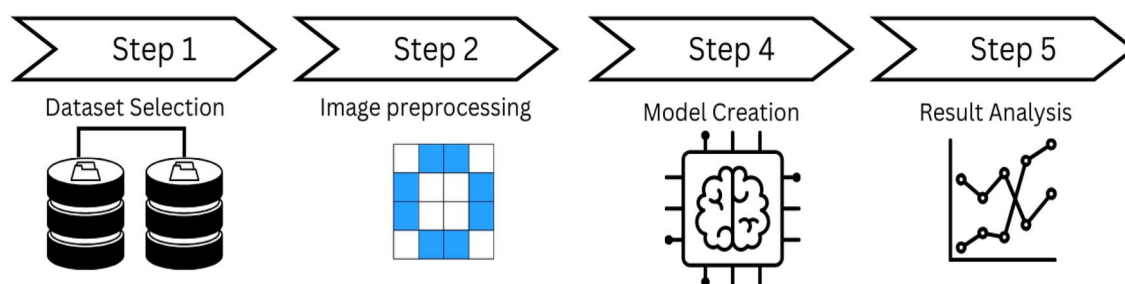 Step 1
Step 2
Step 4
Step 5
Dataset Selection
Image preprocessing
Model Creation
Result Analysis